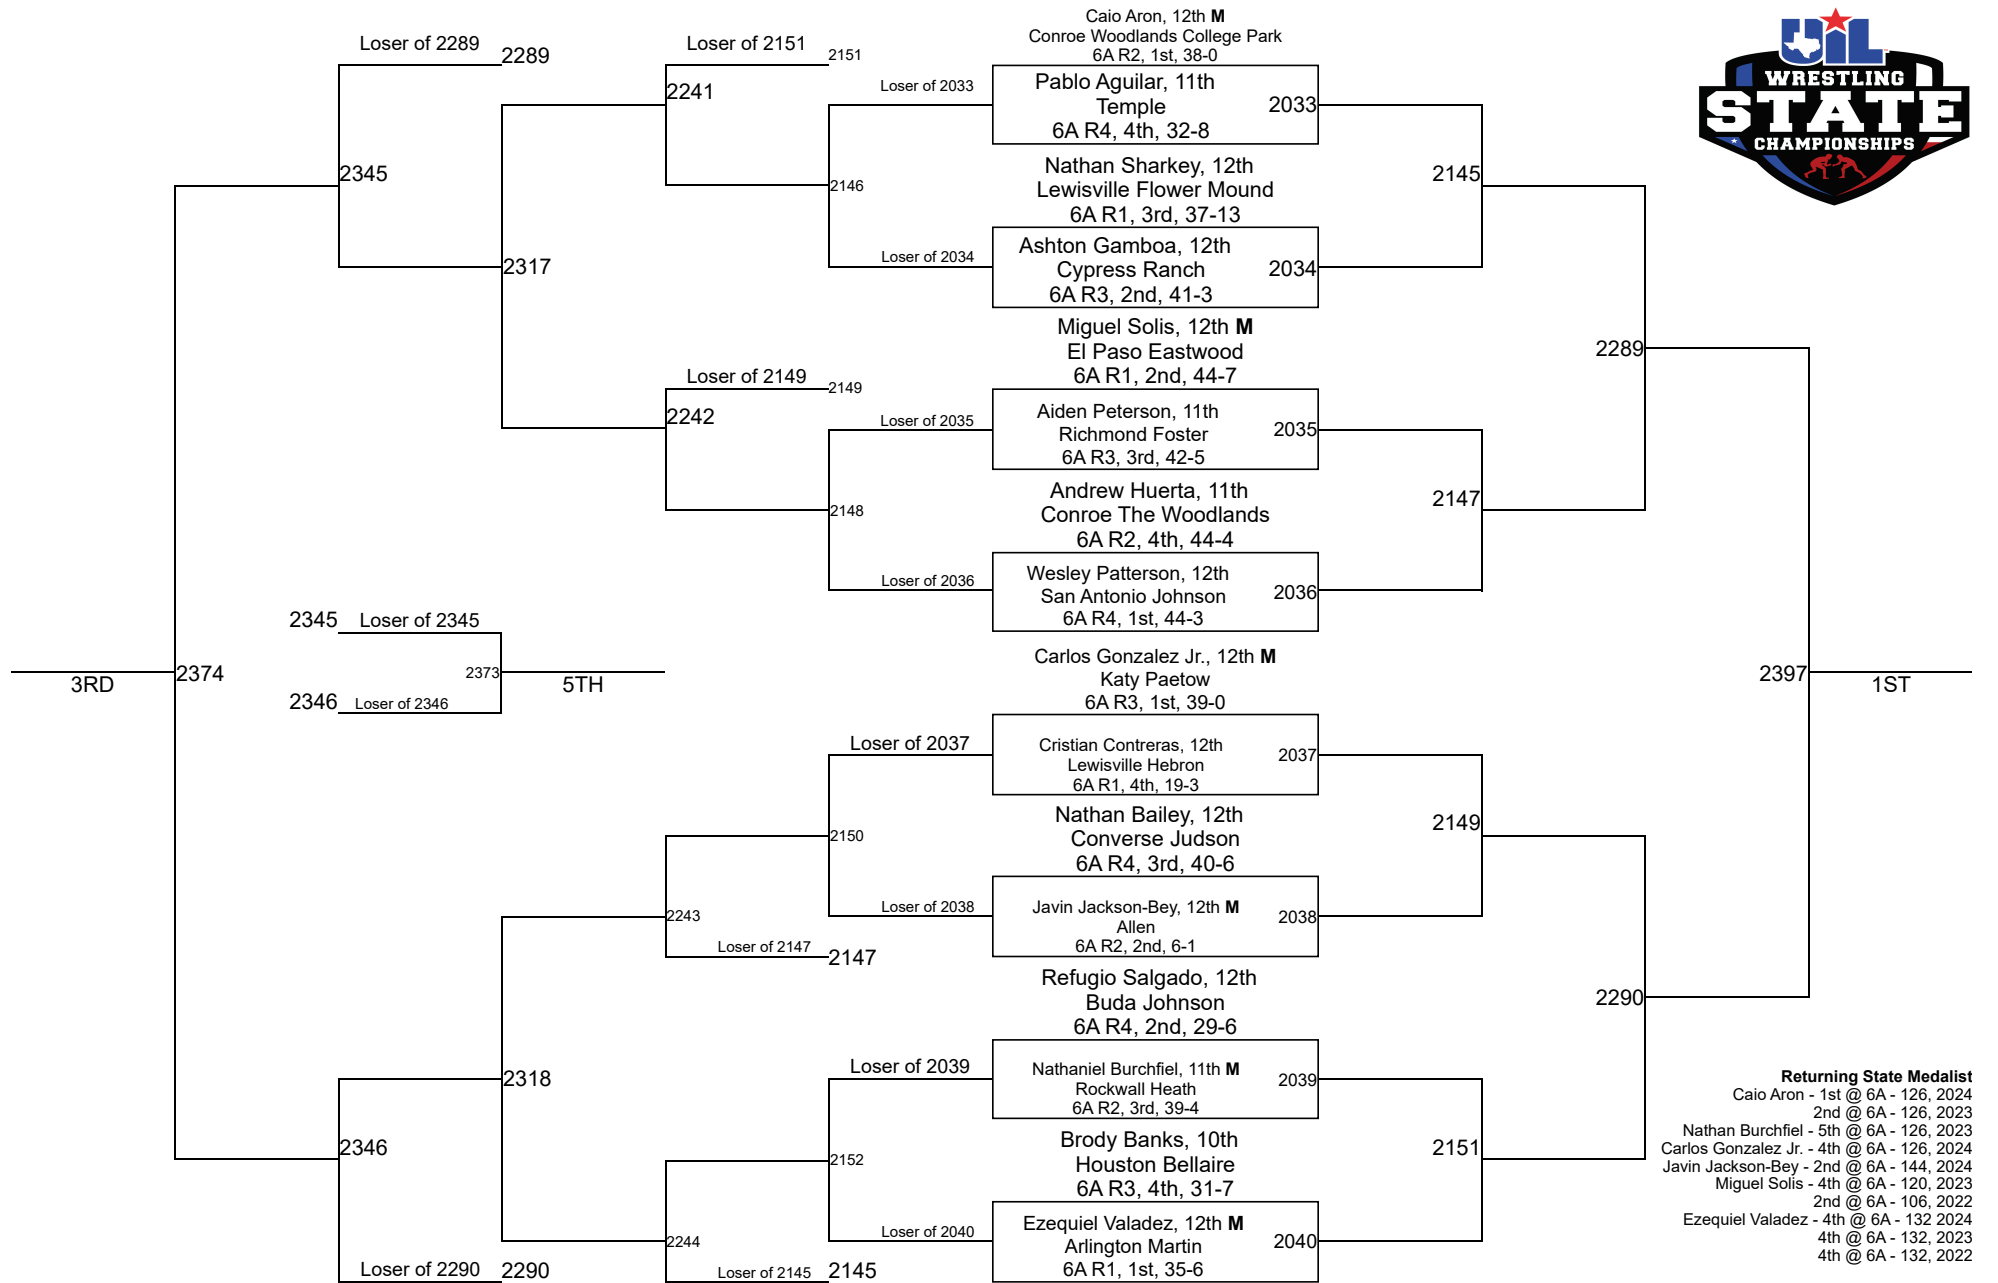 Caio Aron, 12th M
Conroe Woodlands College Park
6A R2, 1st, 38-0
Pablo Aguilar, 11th
Temple
6A R4, 4th, 32-8
2033
Nathan Sharkey, 12th
Lewisville Flower Mound
6A R1, 3rd, 37-13
Ashton Gamboa, 12th
Cypress Ranch
6A R3, 2nd, 41-3
2034
Miguel Solis, 12th M
El Paso Eastwood
6A R1, 2nd, 44-7
Aiden Peterson, 11th
Richmond Foster
6A R3, 3rd, 42-5
2035
Andrew Huerta, 11th
Conroe The Woodlands
6A R2, 4th, 44-4
Wesley Patterson, 12th
San Antonio Johnson
6A R4, 1st, 44-3
2036
Carlos Gonzalez Jr., 12th M
Katy Paetow
6A R3, 1st, 39-0
Cristian Contreras, 12th
Lewisville Hebron
6A R1, 4th, 19-3
2037
Nathan Bailey, 12th
Converse Judson
6A R4, 3rd, 40-6
Javin Jackson-Bey, 12th M
Allen
6A R2, 2nd, 6-1
2038
Refugio Salgado, 12th
Buda Johnson
6A R4, 2nd, 29-6
Nathaniel Burchfiel, 11th M
Rockwall Heath
6A R2, 3rd, 39-4
2039
Brody Banks, 10th
Houston Bellaire
6A R3, 4th, 31-7
Ezequiel Valadez, 12th M
Arlington Martin
6A R1, 1st, 35-6
2040
2145
2147
2149
2151
2289
2290
2397
1ST
Loser of 2033
Loser of 2034
2146
Loser of 2151
2151
2241
Loser of 2035
Loser of 2036
2148
Loser of 2149
2149
2242
2317
Loser of 2289
2289
2345
Loser of 2037
Loser of 2038
2150
Loser of 2147
2147
2243
Loser of 2039
Loser of 2040
2152
Loser of 2145
2145
2244
2318
Loser of 2290
2290
2346
2374
3RD
2345
Loser of 2345
2346
Loser of 2346
2373
5TH
UIL
WRESTLING
STATE
CHAMPIONSHIPS
Returning State Medalist
Caio Aron - 1st @ 6A - 126, 2024
2nd @ 6A - 126, 2023
Nathan Burchfiel - 5th @ 6A - 126, 2023
Carlos Gonzalez Jr. - 4th @ 6A - 126, 2024
Javin Jackson-Bey - 2nd @ 6A - 144, 2024
Miguel Solis - 4th @ 6A - 120, 2023
2nd @ 6A - 106, 2022
Ezequiel Valadez - 4th @ 6A - 132 2024
4th @ 6A - 132, 2023
4th @ 6A - 132, 2022